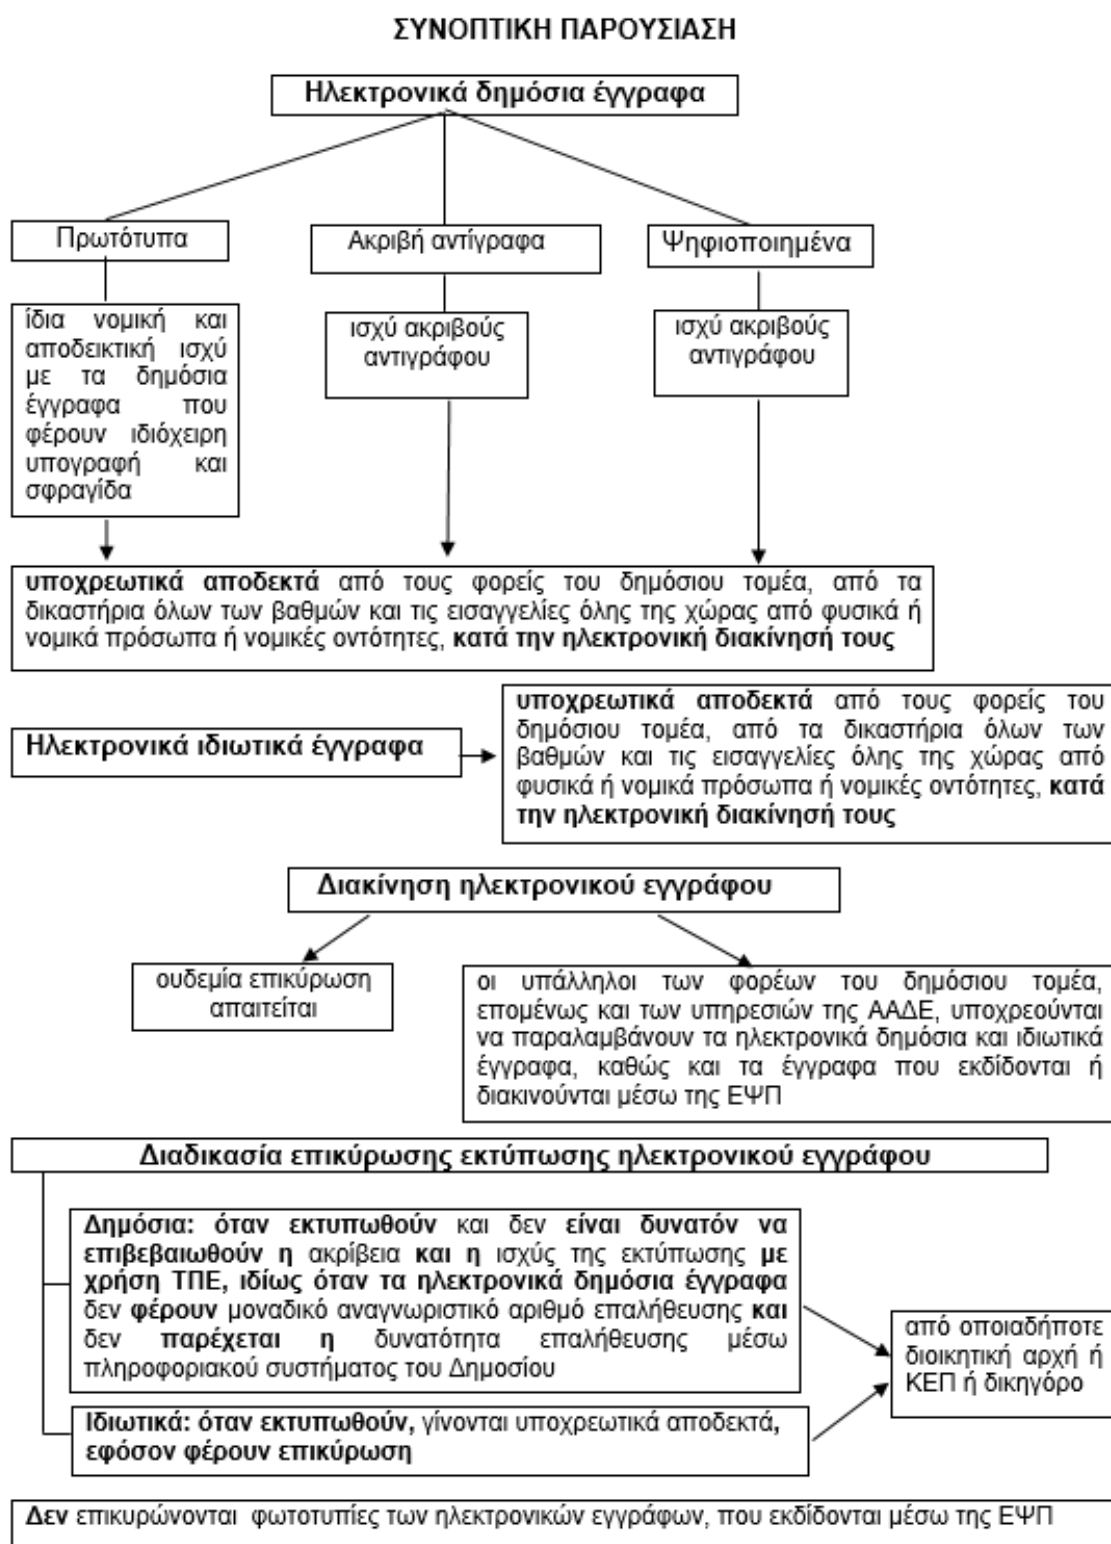 ΣΥΝΟΠΤΙΚΗ ΠΑΡΟΥΣΙΑΣΗ
Ηλεκτρονικά δημόσια έγγραφα
Πρωτότυπα
Ακριβή αντίγραφα
Ψηφιοποιημένα
ίδια νομική και
αποδεικτική ισχύ
με τα δημόσια
έγγραφα που
φέρουν ιδιόχειρη
υπογραφή και
σφραγίδα
ισχύ ακριβούς
αντιγράφου
ισχύ ακριβούς
αντιγράφου
υποχρεωτικά αποδεκτά από τους φορείς του δημόσιου τομέα, από τα
δικαστήρια όλων των βαθμών και τις εισαγγελίες όλης της χώρας από φυσικά ή
νομικά πρόσωπα ή νομικές οντότητες, κατά την ηλεκτρονική διακίνησή τους
Ηλεκτρονικά ιδιωτικά έγγραφα
υποχρεωτικά αποδεκτά από τους φορείς του
δημόσιου τομέα, από τα δικαστήρια όλων των
βαθμών και τις εισαγγελίες όλης της χώρας από
φυσικά ή νομικά πρόσωπα ή νομικές οντότητες, κατά
την ηλεκτρονική διακίνησή τους
Διακίνηση ηλεκτρονικού εγγράφου
ουδεμία επικύρωση
απαιτείται
οι υπάλληλοι των φορέων του δημόσιου τομέα,
επομένως και των υπηρεσιών της ΑΑΔΕ, υποχρεούνται
να παραλαμβάνουν τα ηλεκτρονικά δημόσια και ιδιωτικά
έγγραφα, καθώς και τα έγγραφα που εκδίδονται ή
διακινούνται μέσω της ΕΨΠ
Διαδικασία επικύρωσης εκτύπωσης ηλεκτρονικού εγγράφου
Δημόσια: όταν εκτυπωθούν και δεν είναι δυνατόν να
επιβεβαιωθούν η ακρίβεια και η ισχύς της εκτύπωσης με
χρήση ΤΠΕ, ιδίως όταν τα ηλεκτρονικά δημόσια έγγραφα
δεν φέρουν μοναδικό αναγνωριστικό αριθμό επαλήθευσης και
δεν παρέχεται η δυνατότητα επαλήθευσης μέσω
πληροφοριακού συστήματος του Δημοσίου
από οποιαδήποτε
διοικητική αρχή ή
ΚΕΠ ή δικηγόρο
Ιδιωτικά: όταν εκτυπωθούν, γίνονται υποχρεωτικά αποδεκτά,
εφόσον φέρουν επικύρωση
Δεν επικυρώνονται φωτοτυπίες των ηλεκτρονικών εγγράφων, που εκδίδονται μέσω της ΕΨΠ